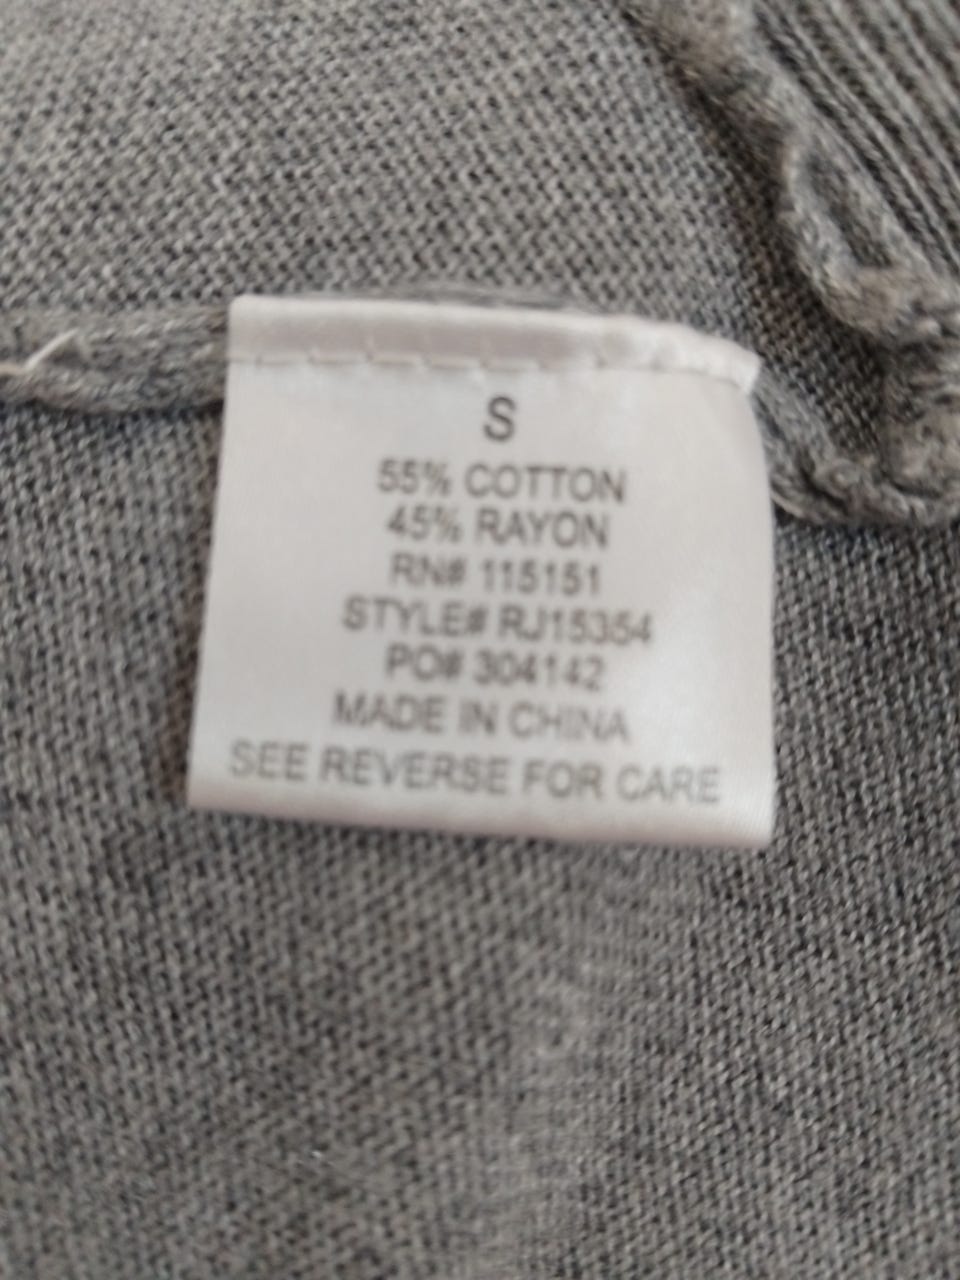 S
55% COTTON
45% RAYON
RN# 115151
STYLE# RJ15354
PO# 304142
MADE IN CHINA
SEE REVERSE FOR CARE